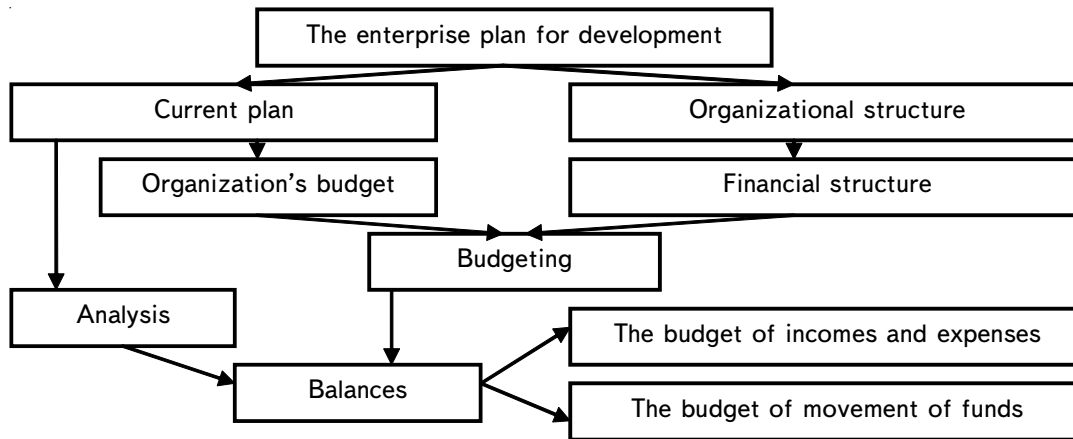 The enterprise plan for development
Current plan
Organizational structure
Organization's budget
Financial structure
Budgeting
Analysis
The budget of incomes and expenses
Balances
The budget of movement of funds